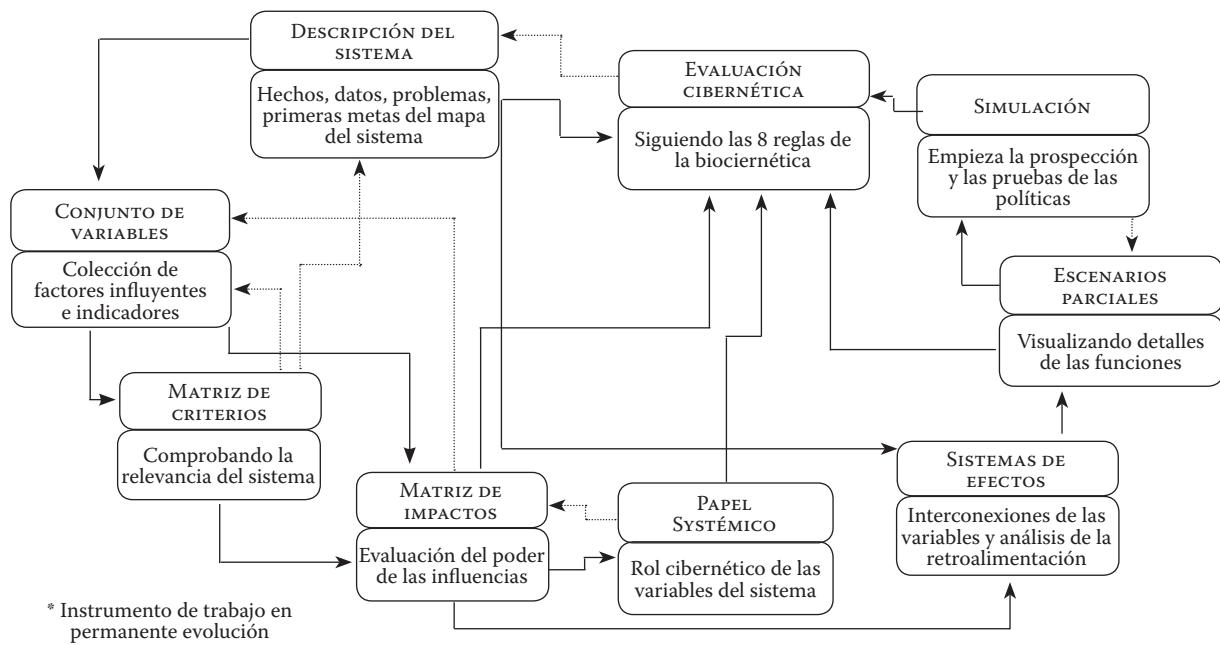 Descripción del
sistema
Hechos, datos, problemas,
primeras metas del mapa
del sistema
Evaluación
cibernética
Siguiendo las 8 reglas de
la biociernética
Simulación
Empieza la prospección
y las pruebas de las
políticas
Conjunto de
variables
Colección de
factores influyentes
e indicadores
Escenarios
parciales
Visualizando detalles
de las funciones
Matriz de
criterios
Comprobando la
relevancia del sistema
Matriz de
impactos
Evaluación del poder
de las influencias
Papel
Systémico
Rol cibernético de las
variables del sistema
Sistemas de
efectos
Interconexiones de las
variables y análisis de la
retroalimentación
* Instrumento de trabajo en
permanente evolución